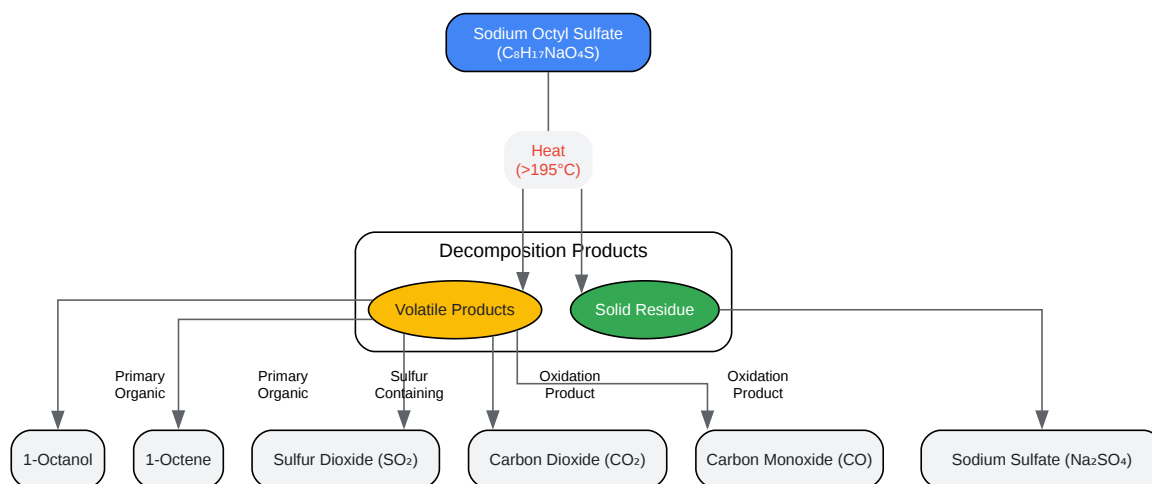 Sodium Octyl Sulfate
(C₈H₁₇NaO₄S)
Heat
(>195°C)
Decomposition Products
Volatile Products
Solid Residue
Primary
Organic
Primary
Organic
Sulfur
Containing
Oxidation
Product
Oxidation
Product
1-Octanol
1-Octene
Sulfur Dioxide (SO₂)
Carbon Dioxide (CO₂)
Carbon Monoxide (CO)
Sodium Sulfate (Na₂SO₄)